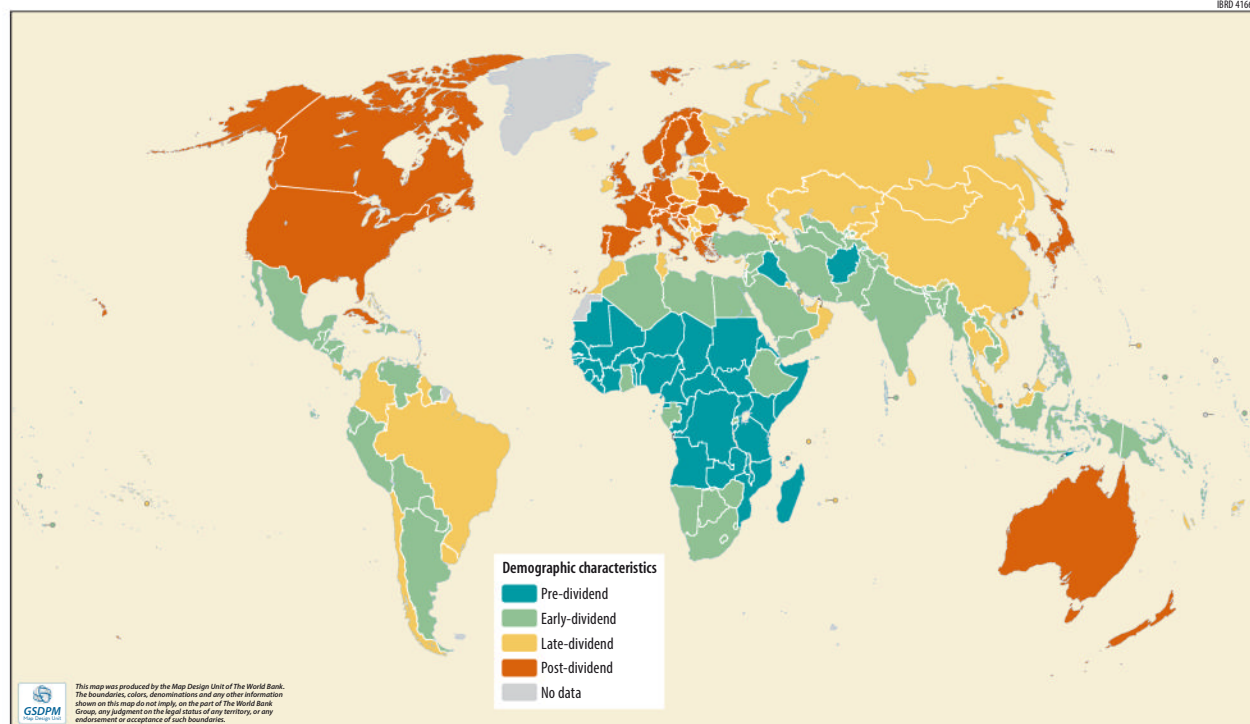 IBRD 4166
Demographic characteristics
Pre-dividend
Early-dividend
Late-dividend
Post-dividend
No data
GSDPM
Map Design Unit
This map was produced by the Map Design Unit of The World Bank.
The boundaries, colors, denominations and any other information
shown on this map do not imply, on the part of The World Bank
Group, any judgment on the legal status of any territory, or any
endorsement or acceptance of such boundaries.